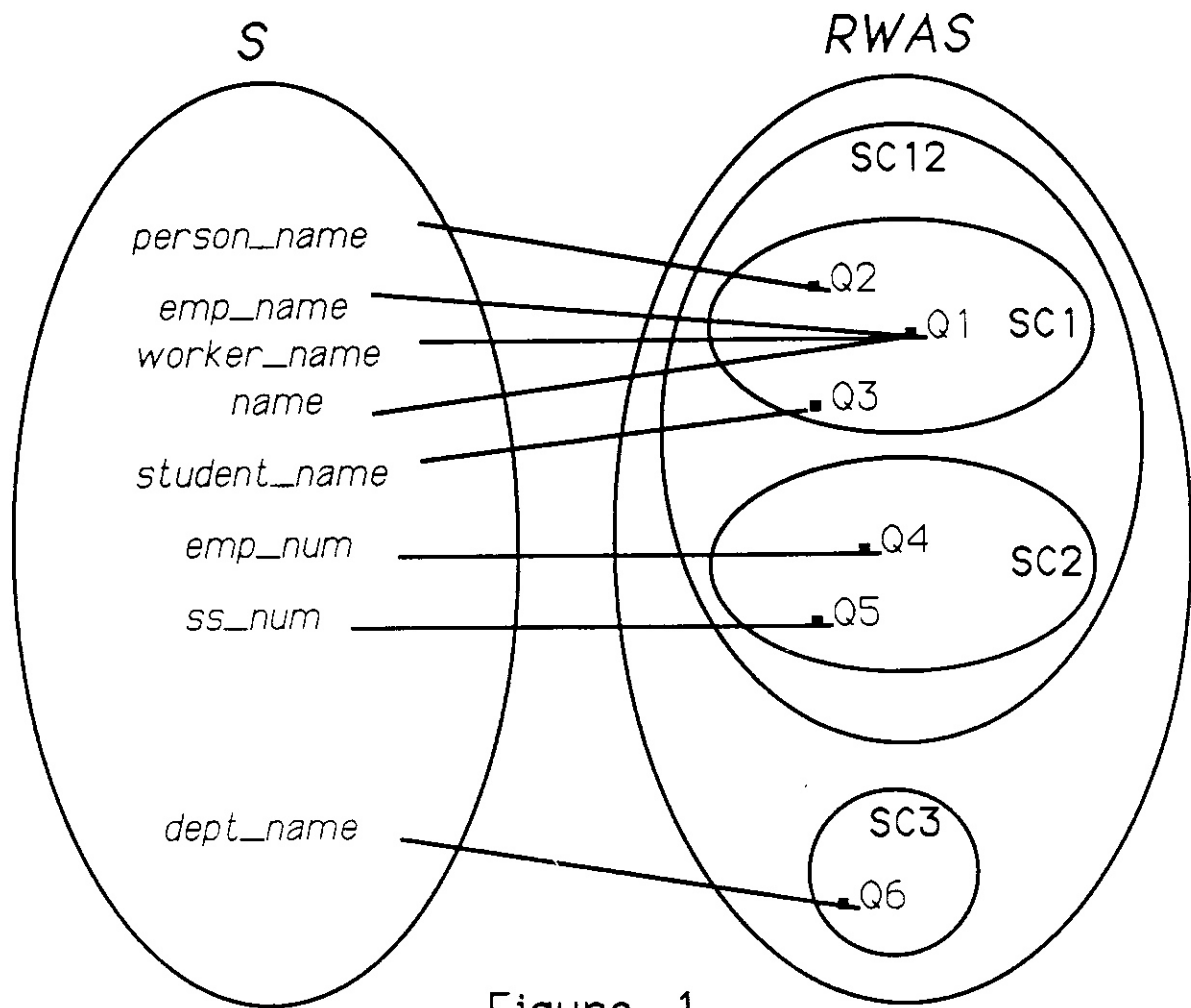 S
RWAS
SC12
person_name
Q2
emp_name
Q1
SC1
worker_name
name
Q3
student_name
emp_num
Q4
SC2
ss_num
Q5
dept_name
SC3
Q6
Figure 1